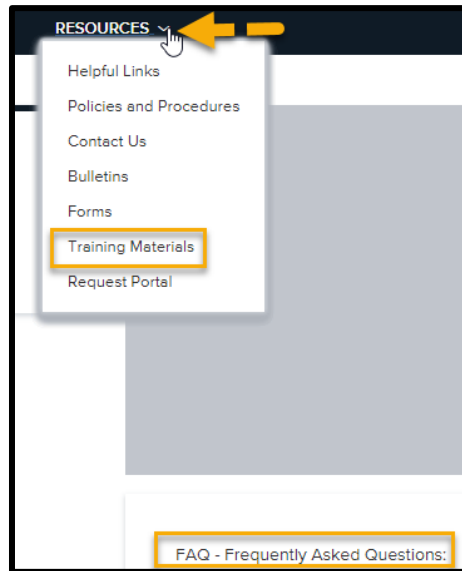 RESOURCES
Helpful Links
Policies and Procedures
Contact Us
Bulletins
Forms
Training Materials
Request Portal
FAQ - Frequently Asked Questions: